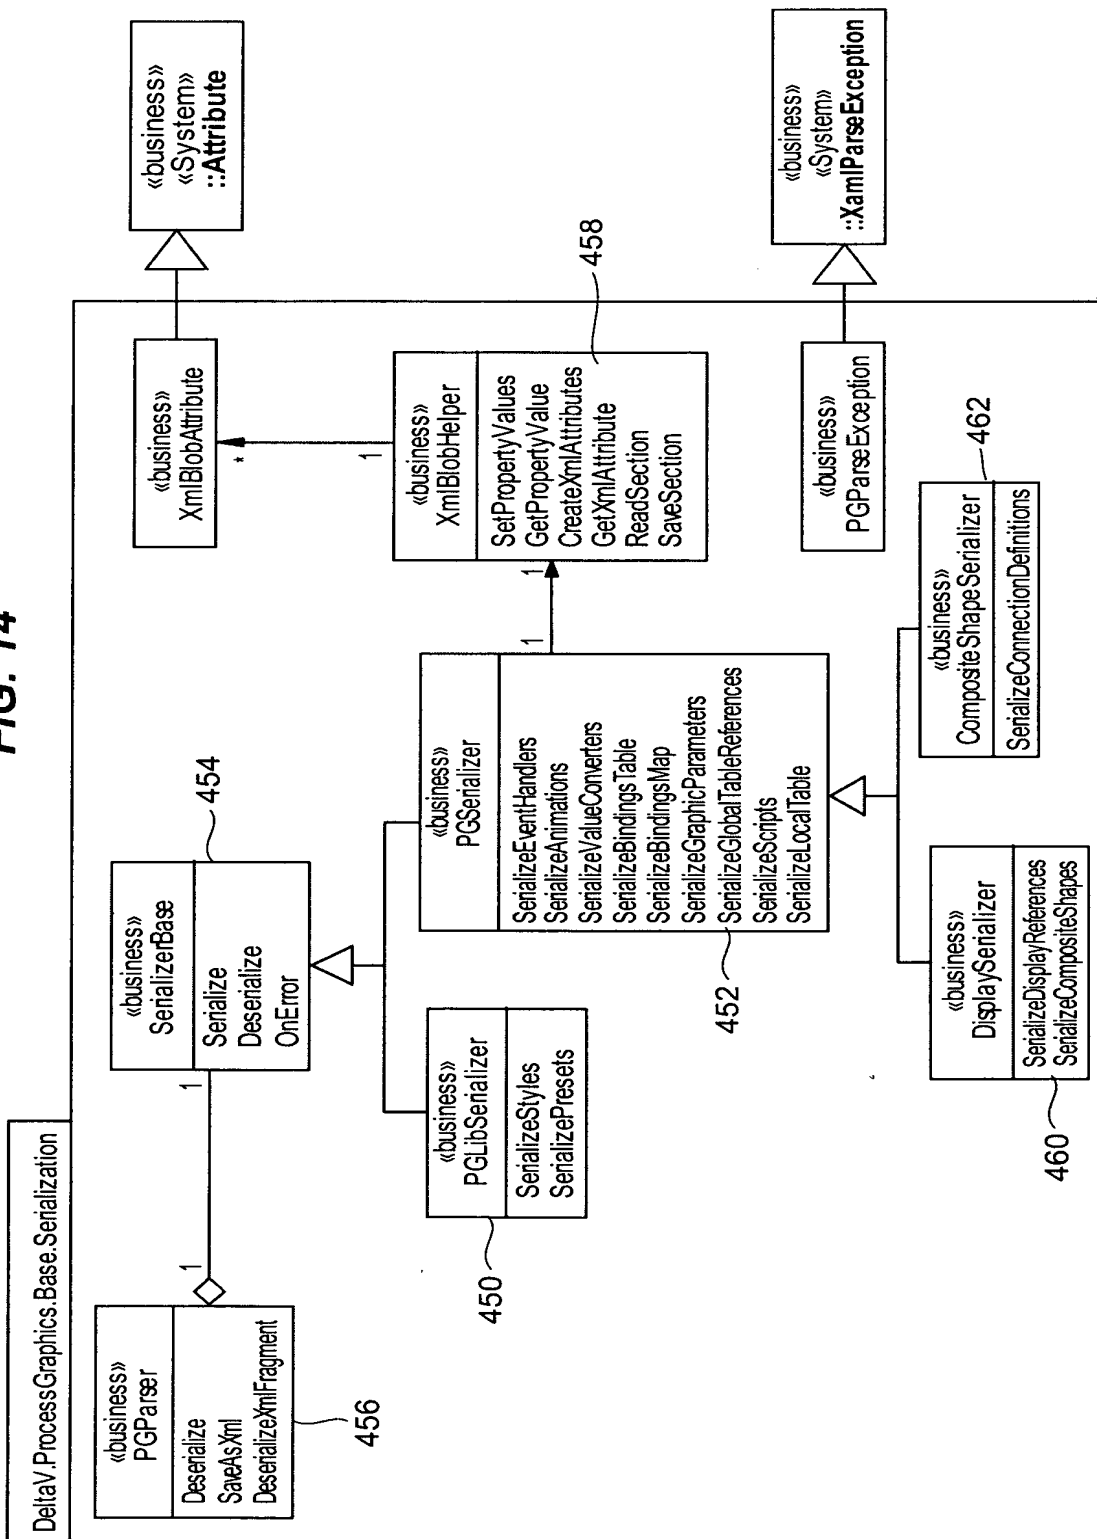 FIG. 14
DeltaV.ProcessGraphics.Base.Serialization
«business»
PGParser
Deserialize
SaveAsXml
DeserializeXmlFragment
456
1
1
«business»
SerializerBase
Serialize
Deserialize
OnError
454
«business»
XmlBlobAttribute
«business»
«System»
::Attribute
*
1
«business»
PGLibSerializer
SerializeStyles
SerializePresets
450
«business»
PGSerializer
SerializeEventHandlers
SerializeAnimations
SerializeValueConverters
SerializeBindingsTable
SerializeBindingsMap
SerializeGraphicParameters
SerializeGlobalTableReferences
SerializeScripts
SerializeLocalTable
452
1
1
«business»
XmlBlobHelper
SetPropertyValues
GetPropertyValue
CreateXmlAttributes
GetXmlAttribute
ReadSection
SaveSection
458
«business»
DisplaySerializer
SerializeDisplayReferences
SerializeCompositeShapes
460
«business»
CompositeShapeSerializer
SerializeConnectionDefinitions
462
«business»
PGParseException
«business»
«System»
::XamlParseException